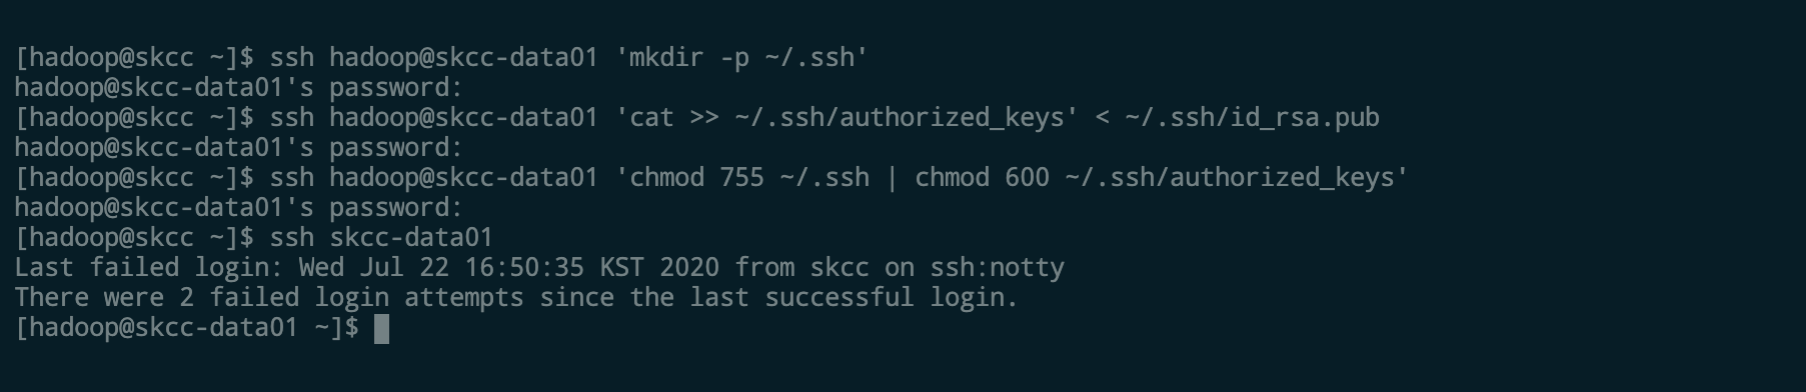 [hadoop@skcc ~]$ ssh hadoop@skcc-data01 'mkdir -p ~/.ssh'
hadoop@skcc-data01's password:
[hadoop@skcc ~]$ ssh hadoop@skcc-data01 'cat >> ~/.ssh/authorized_keys' < ~/.ssh/id_rsa.pub
hadoop@skcc-data01's password:
[hadoop@skcc ~]$ ssh hadoop@skcc-data01 'chmod 755 ~/.ssh | chmod 600 ~/.ssh/authorized_keys'
hadoop@skcc-data01's password:
[hadoop@skcc ~]$ ssh skcc-data01
Last failed login: Wed Jul 22 16:50:35 KST 2020 from skcc on ssh:notty
There were 2 failed login attempts since the last successful login.
[hadoop@skcc-data01 ~]$